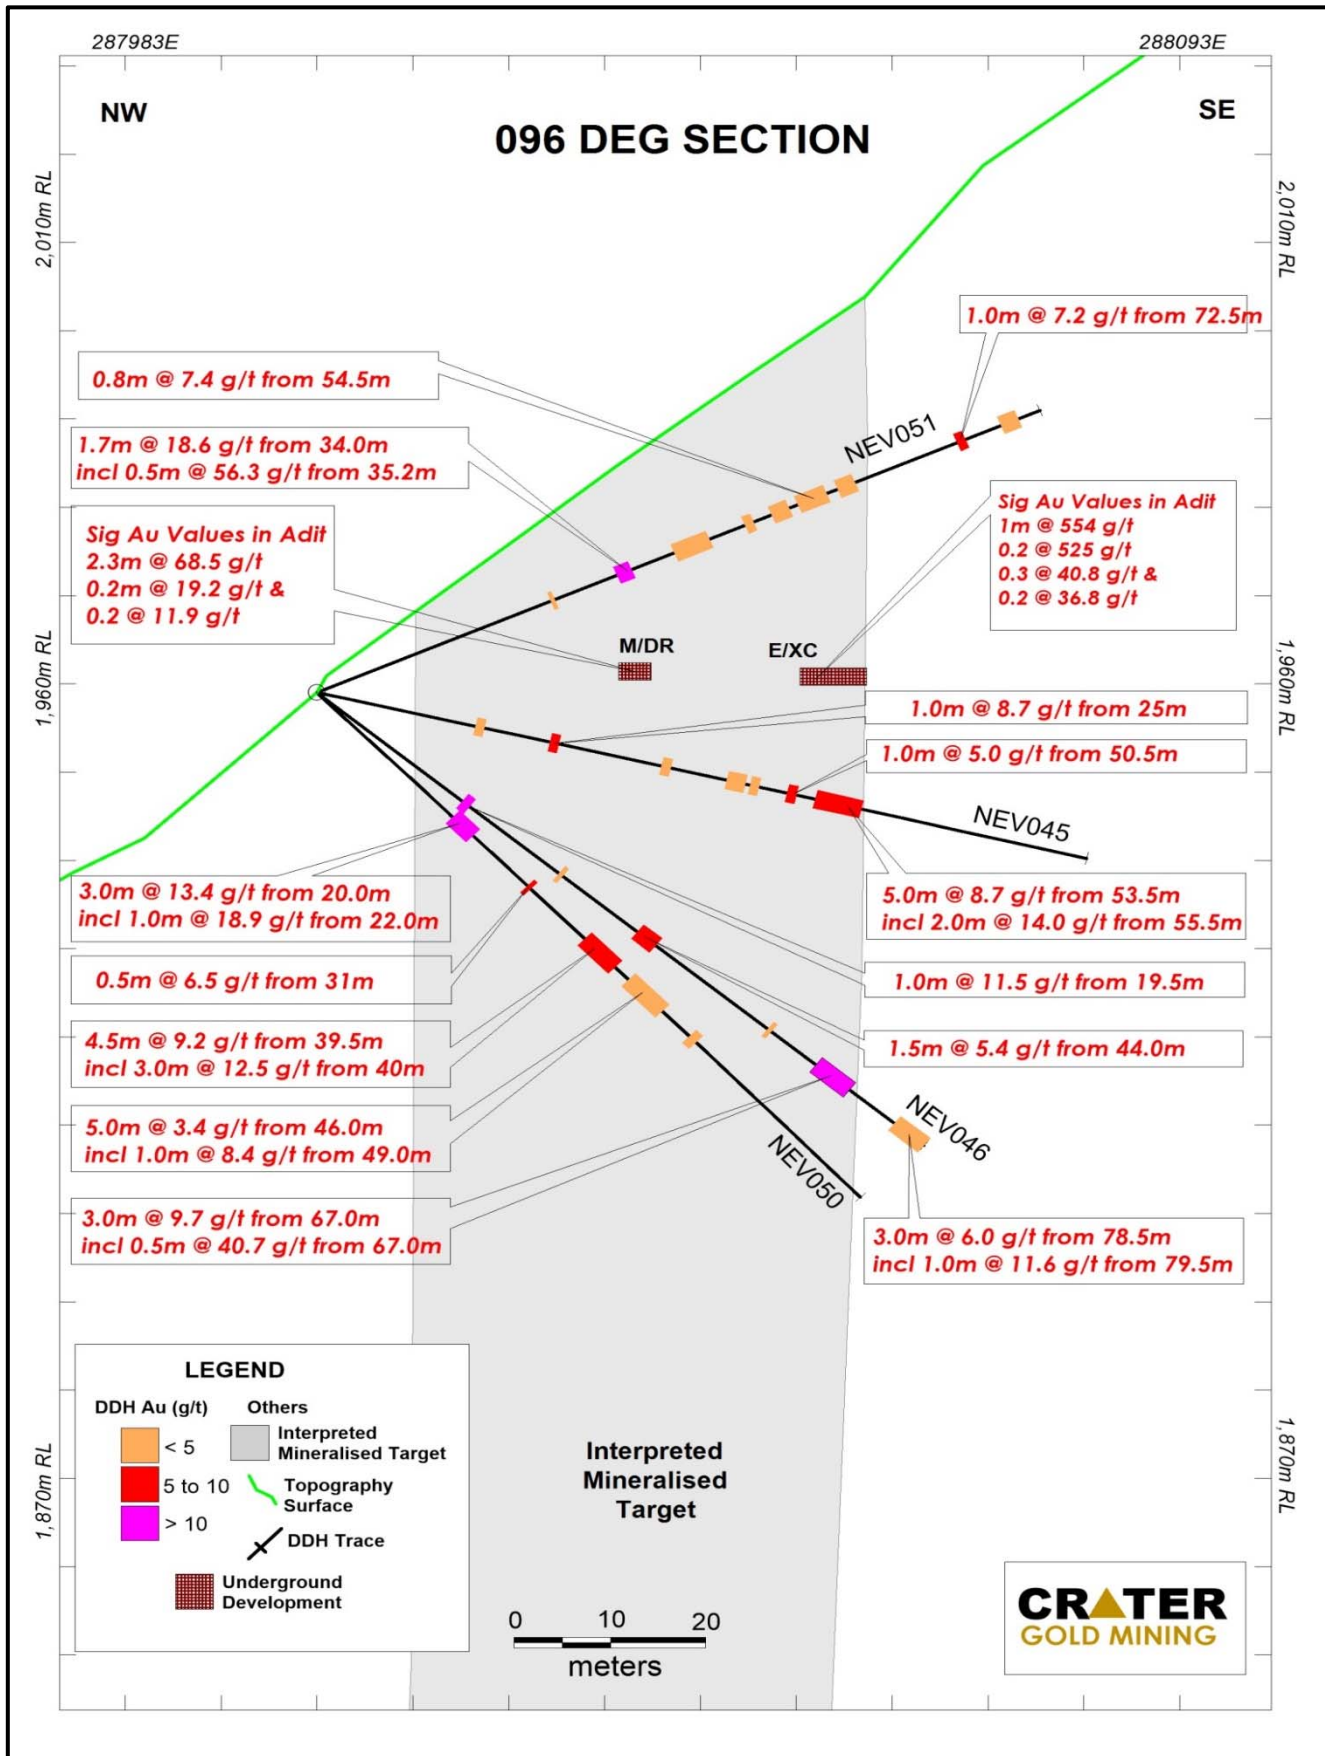 287983E
288093E
NW
SE
096 DEG SECTION
2,010m RL
2,010m RL
1.0m @ 7.2 g/t from 72.5m
0.8m @ 7.4 g/t from 54.5m
NEV051
1.7m @ 18.6 g/t from 34.0m
incl 0.5m @ 56.3 g/t from 35.2m
Sig Au Values in Adit
2.3m @ 68.5 g/t
0.2m @ 19.2 g/t &
0.2 @ 11.9 g/t
Sig Au Values in Adit
1m @ 554 g/t
0.2 @ 525 g/t
0.3 @ 40.8 g/t &
0.2 @ 36.8 g/t
M/DR
E/XC
1,960m RL
1,960m RL
1.0m @ 8.7 g/t from 25m
1.0m @ 5.0 g/t from 50.5m
NEV045
3.0m @ 13.4 g/t from 20.0m
incl 1.0m @ 18.9 g/t from 22.0m
5.0m @ 8.7 g/t from 53.5m
incl 2.0m @ 14.0 g/t from 55.5m
0.5m @ 6.5 g/t from 31m
1.0m @ 11.5 g/t from 19.5m
4.5m @ 9.2 g/t from 39.5m
incl 3.0m @ 12.5 g/t from 40m
1.5m @ 5.4 g/t from 44.0m
5.0m @ 3.4 g/t from 46.0m
incl 1.0m @ 8.4 g/t from 49.0m
NEV046
NEV050
3.0m @ 9.7 g/t from 67.0m
incl 0.5m @ 40.7 g/t from 67.0m
3.0m @ 6.0 g/t from 78.5m
incl 1.0m @ 11.6 g/t from 79.5m
LEGEND
DDH Au (g/t)
Others
< 5
Interpreted
Mineralised Target
5 to 10
Topography
Surface
> 10
DDH Trace
Underground
Development
Interpreted
Mineralised
Target
1,870m RL
1,870m RL
0 10 20
meters
CRATER
GOLD MINING